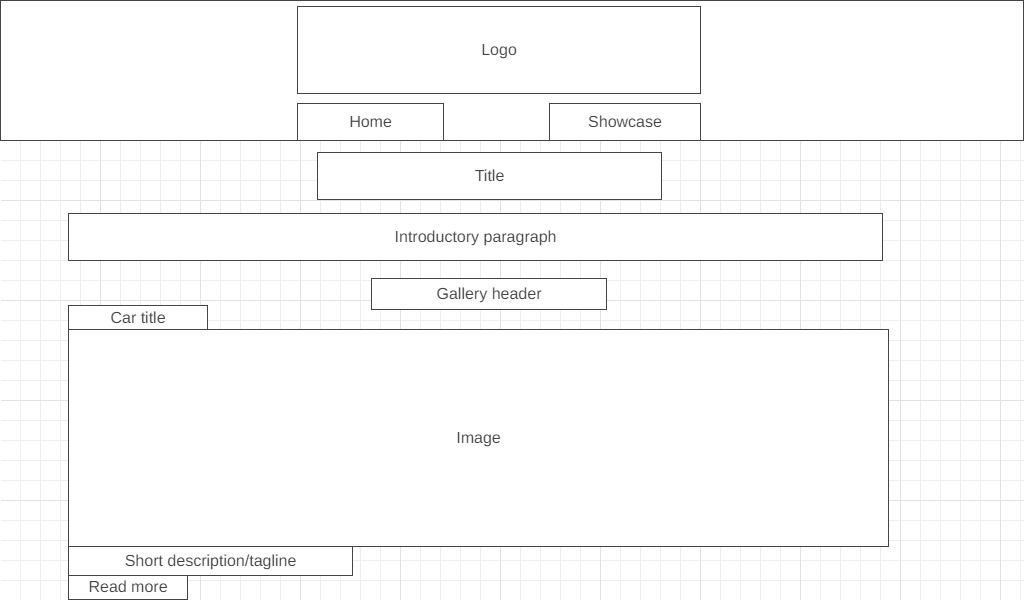 Logo
Home
Showcase
Title
Introductory paragraph
Gallery header
Car title
Image
Short description/tagline
Read more